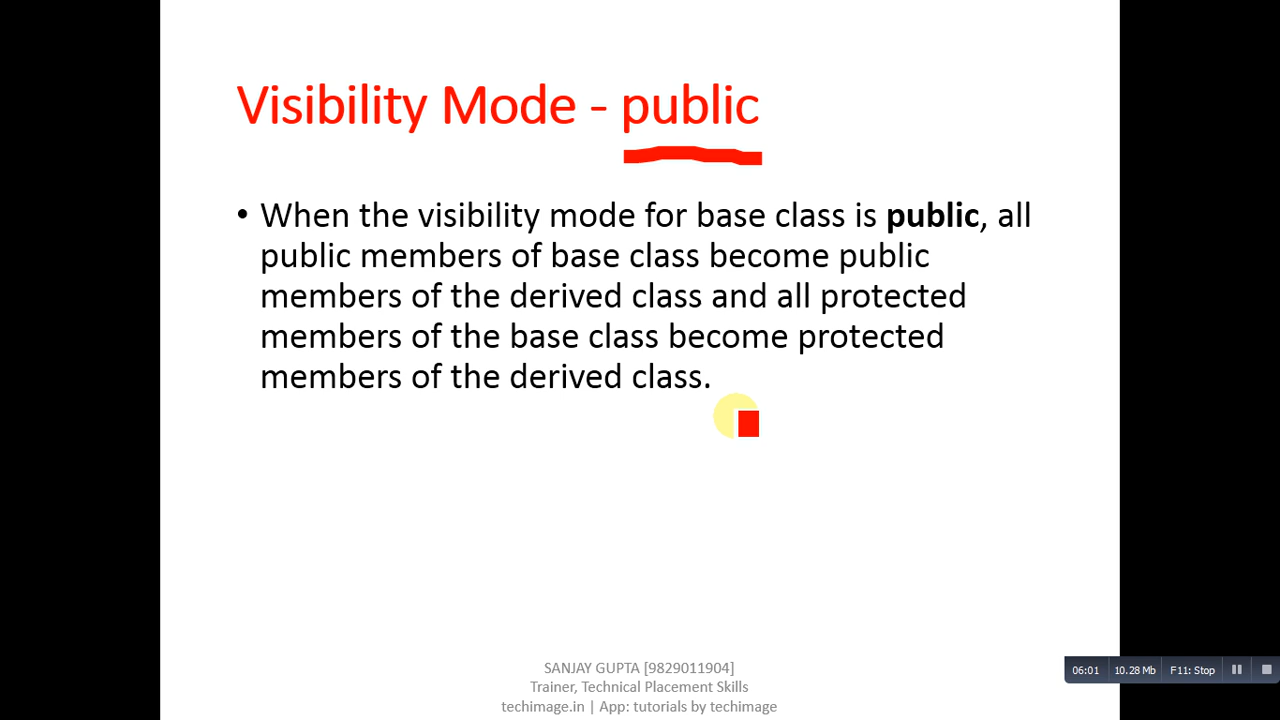 Visibility Mode - public
• When the visibility mode for base class is public, all
public members of base class become public
members of the derived class and all protected
members of the base class become protected
members of the derived class.
SANJAY GUPTA [9829011904]
Trainer, Technical Placement Skills
techimage.in | App: tutorials by techimage
06:01 10.28 Mb F11: Stop